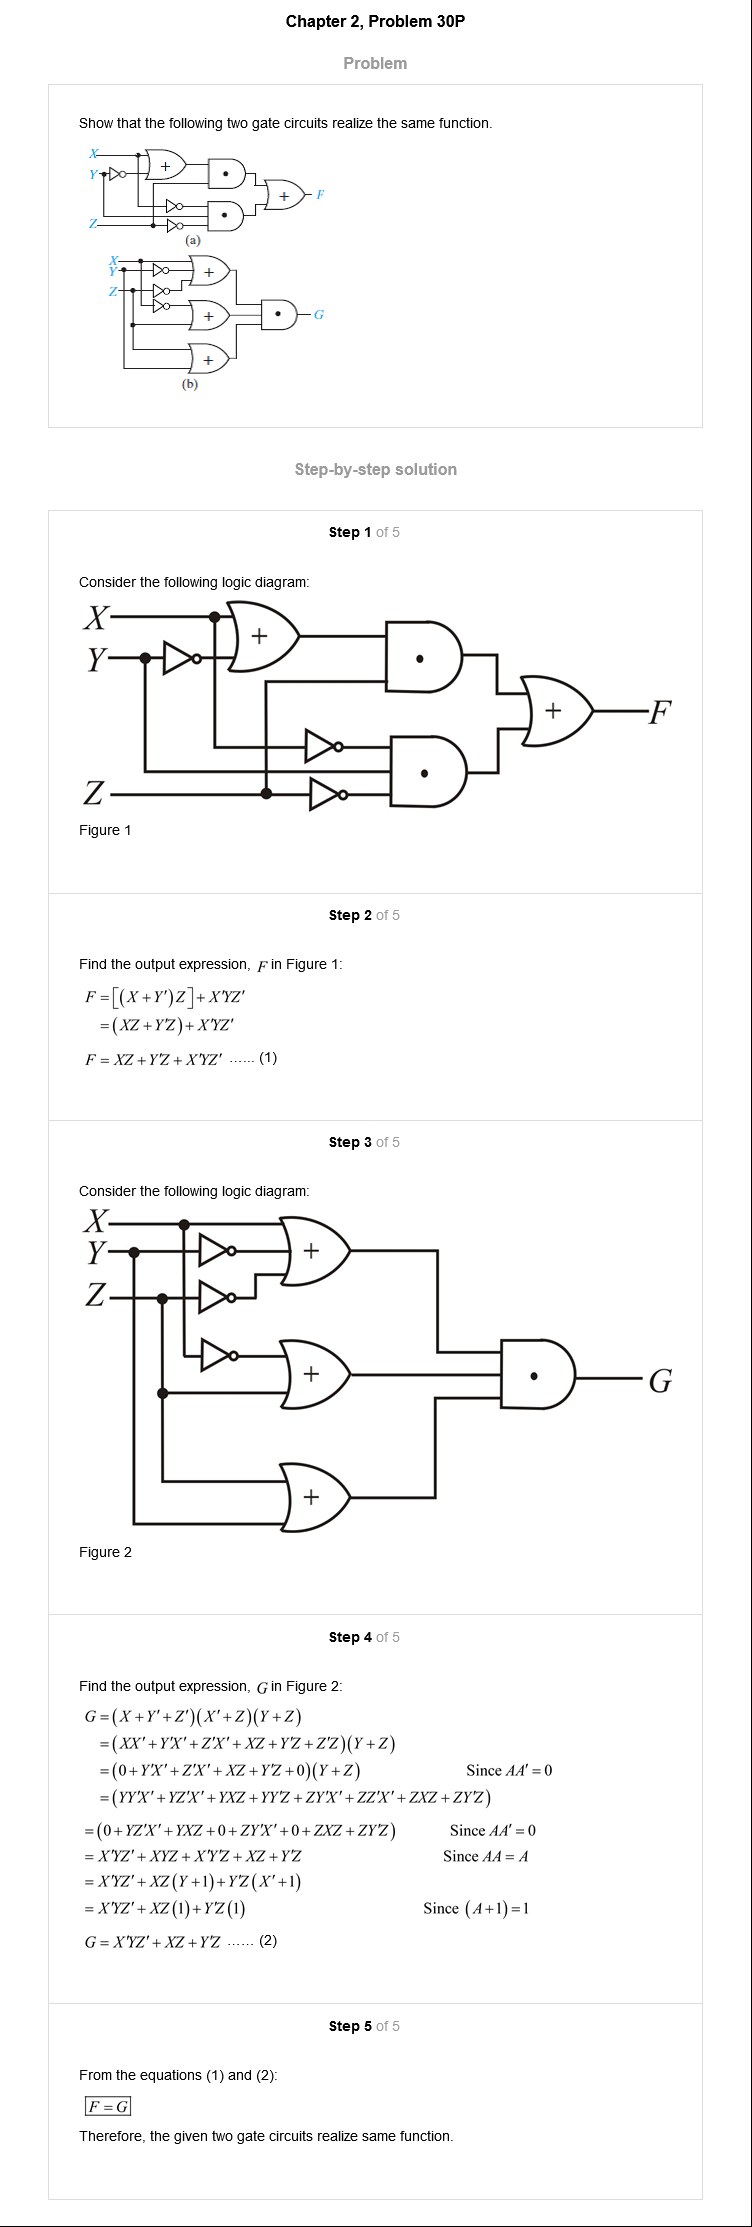 Chapter 2, Problem 30P
Problem
Show that the following two gate circuits realize the same function.
X
Y
+
•
+
F
•
Z
(a)
X
Y
+
Z
+
•
G
+
(b)
Step-by-step solution
Step 1 of 5
Consider the following logic diagram:
X
+
Y
•
+
F
•
Z
Figure 1
Step 2 of 5
Find the output expression, F in Figure 1:
F = [(X + Y')Z] + X'YZ'
= (XZ + Y'Z) + X'YZ'
F = XZ + Y'Z + X'YZ' ...... (1)
Step 3 of 5
Consider the following logic diagram:
X
Y
+
Z
+
•
G
+
Figure 2
Step 4 of 5
Find the output expression, G in Figure 2:
G = (X + Y' + Z')(X' + Z)(Y + Z)
= (XX' + Y'X' + Z'X' + XZ + Y'Z + Z'Z)(Y + Z)
= (0 + Y'X' + Z'X' + XZ + Y'Z + 0)(Y + Z) Since AA' = 0
= (YY'X' + YZ'X' + YXZ + YY'Z + ZY'X' + ZZ'X' + ZXZ + ZY'Z)
= (0 + YZ'X' + YXZ + 0 + ZY'X' + 0 + ZXZ + ZY'Z) Since AA' = 0
= X'YZ' + XYZ + X'Y'Z + XZ + Y'Z Since AA = A
= X'YZ' + XZ(Y + 1) + Y'Z(X' + 1)
= X'YZ' + XZ(1) + Y'Z(1) Since (A + 1) = 1
G = X'YZ' + XZ + Y'Z ...... (2)
Step 5 of 5
From the equations (1) and (2):
F = G
Therefore, the given two gate circuits realize same function.